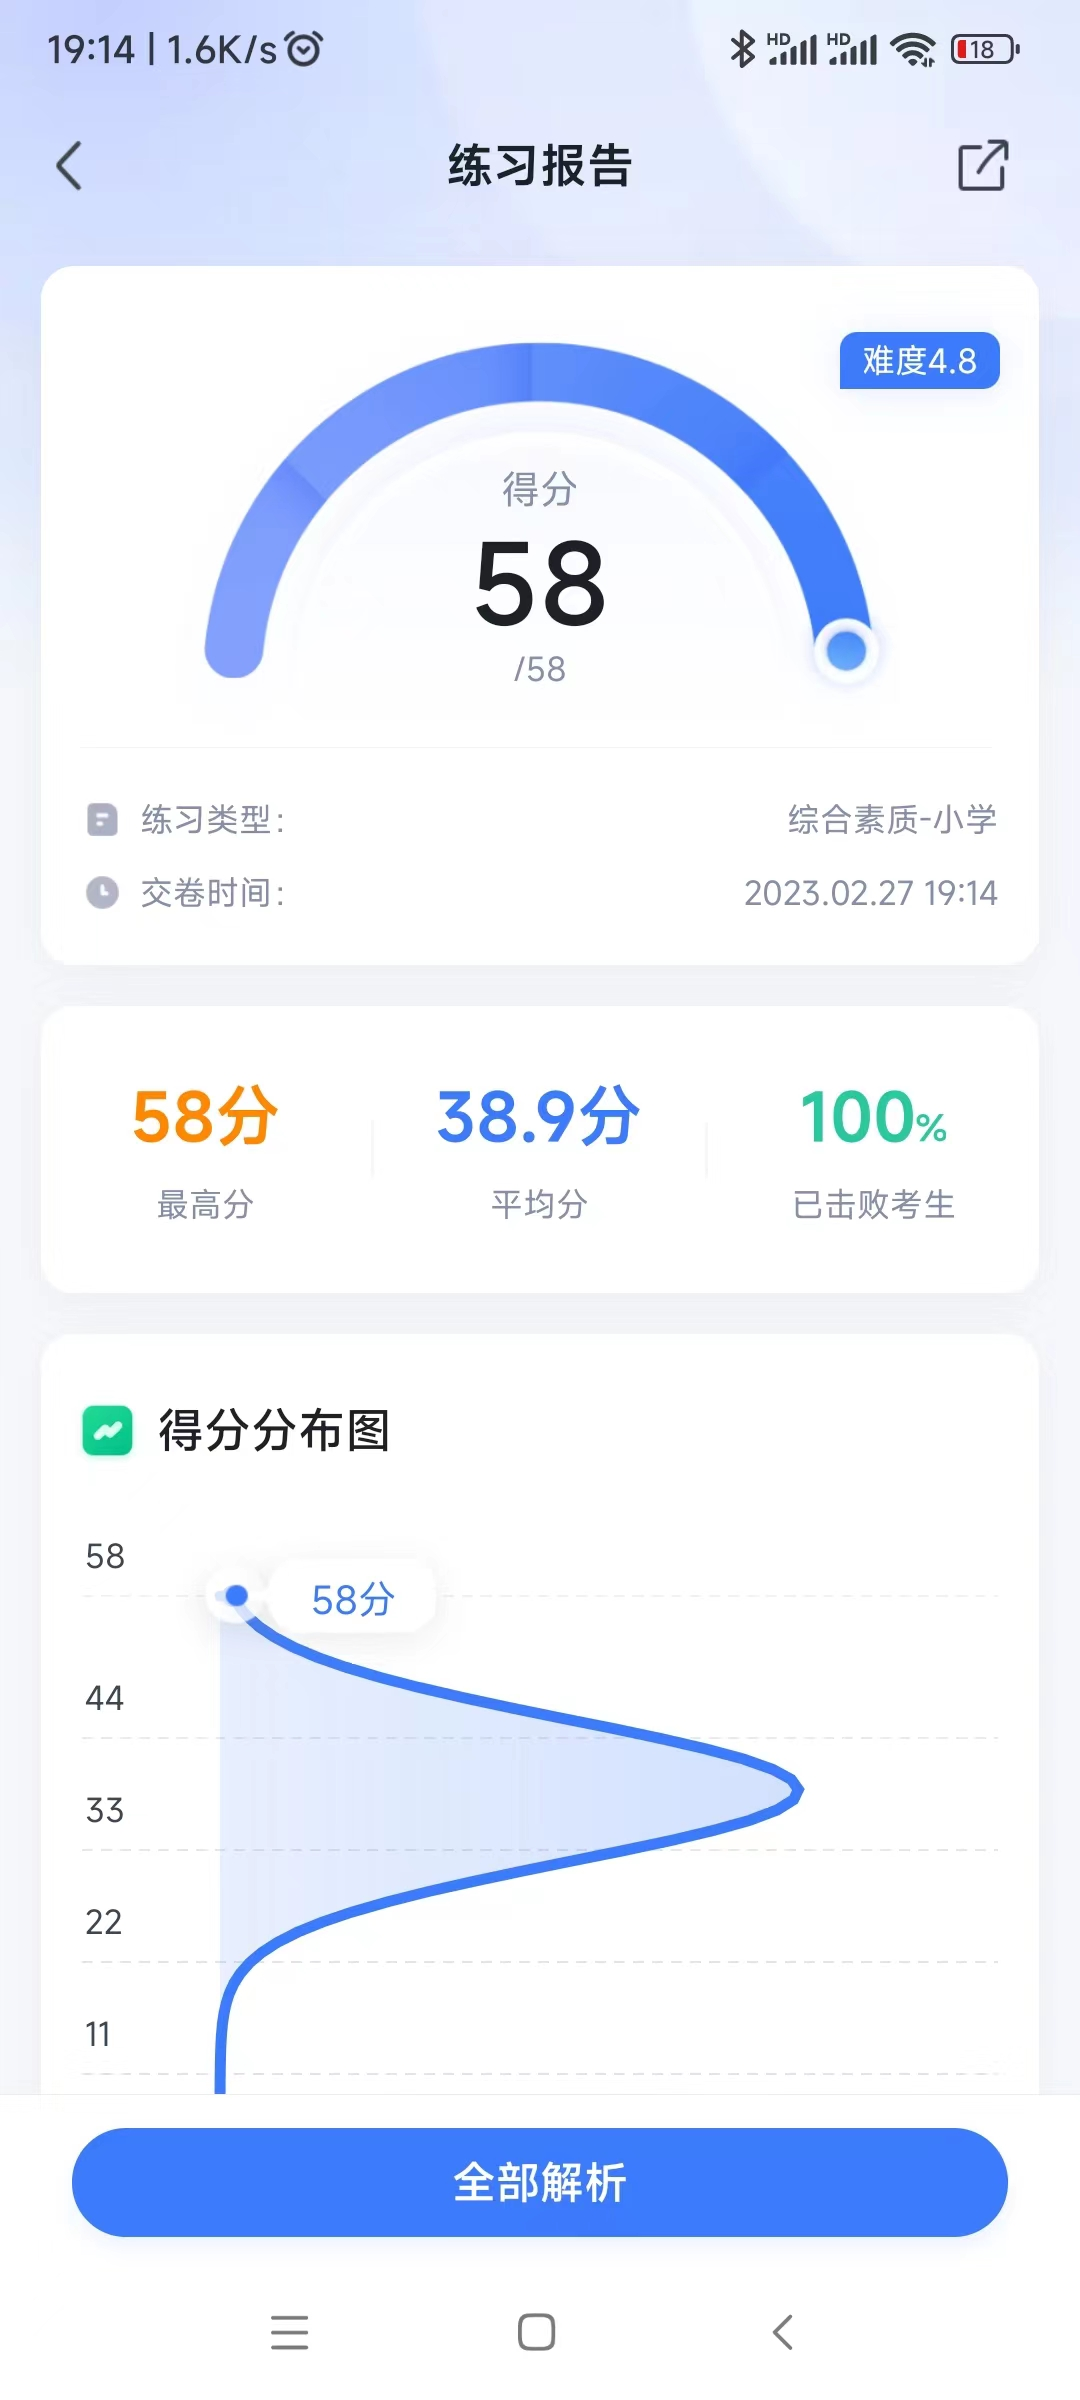 19:14 | 1.6K/s HD HD 18
练习报告
难度4.8
得分
58
/58
练习类型: 综合素质-小学
交卷时间: 2023.02.27 19:14
58分 38.9分 100%
最高分 平均分 已击败考生
得分分布图
58
58分
44
33
22
11
全部解析